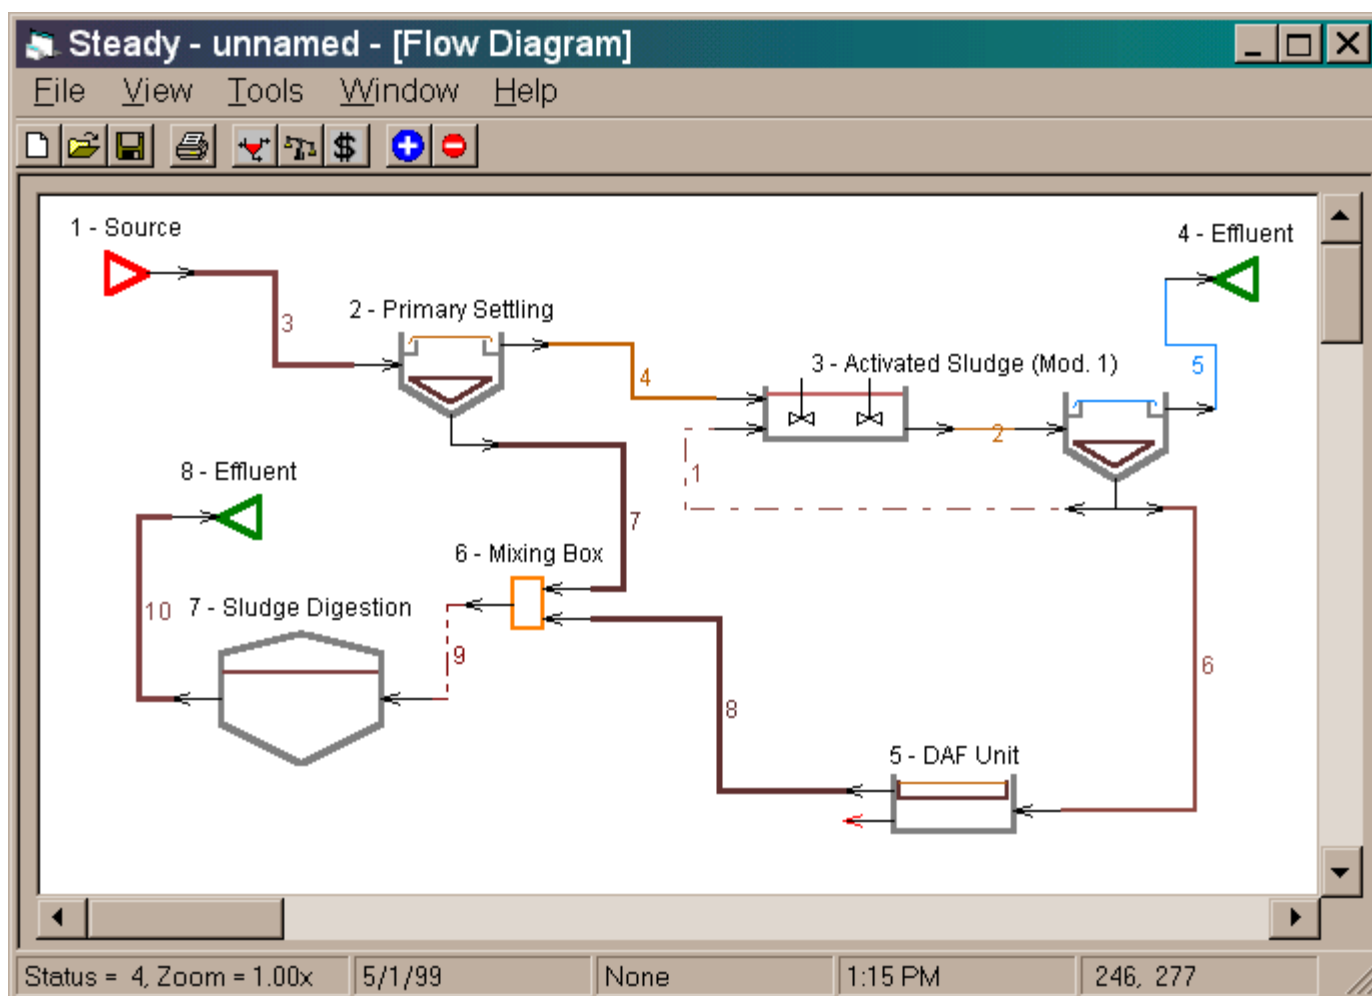 Steady - unnamed - [Flow Diagram]
File View Tools Window Help
$
1 - Source
4 - Effluent
3
2 - Primary Settling
4
3 - Activated Sludge (Mod. 1)
5
2
1
8 - Effluent
7
6 - Mixing Box
10
7 - Sludge Digestion
9
6
8
5 - DAF Unit
Status = 4, Zoom = 1.00x 5/1/99 None 1:15 PM 246, 277